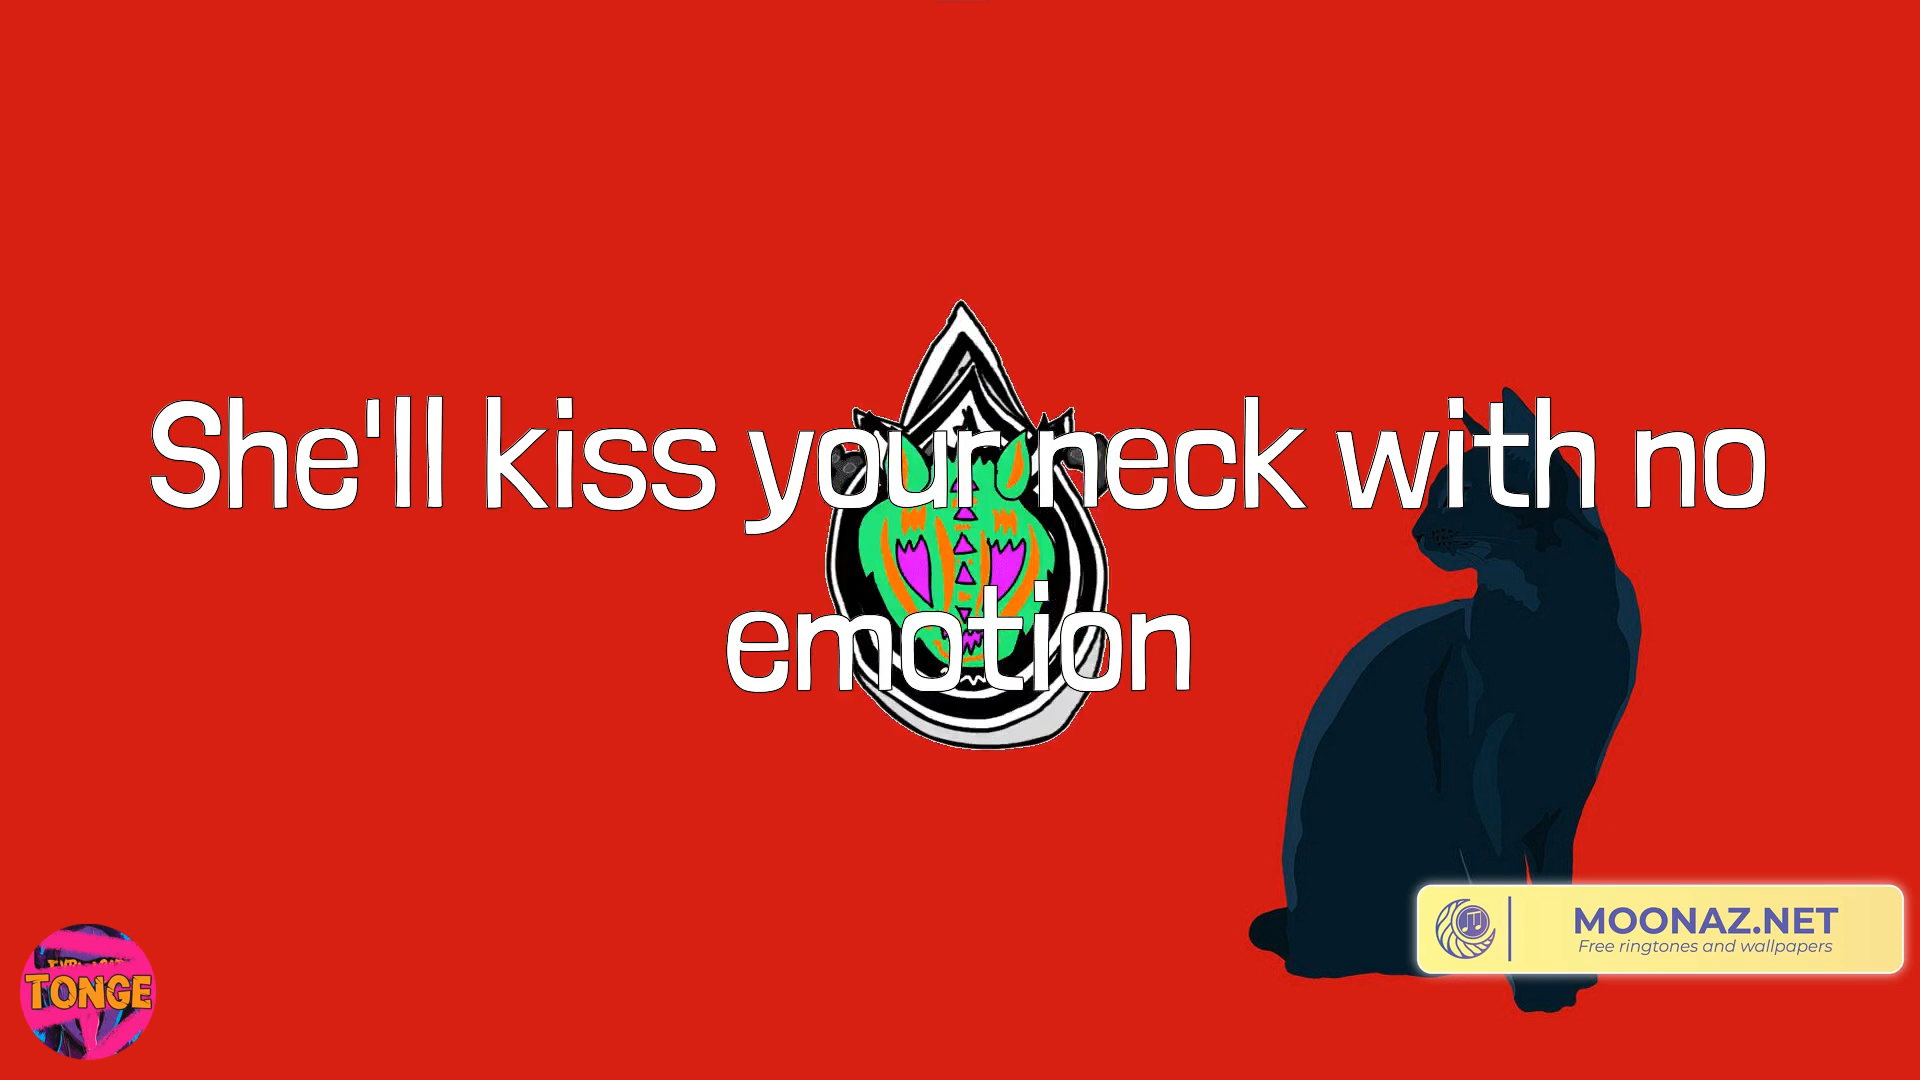 She'll kiss your neck with no
emotion
MOONAZ.NET
Free ringtones and wallpapers
TONGE